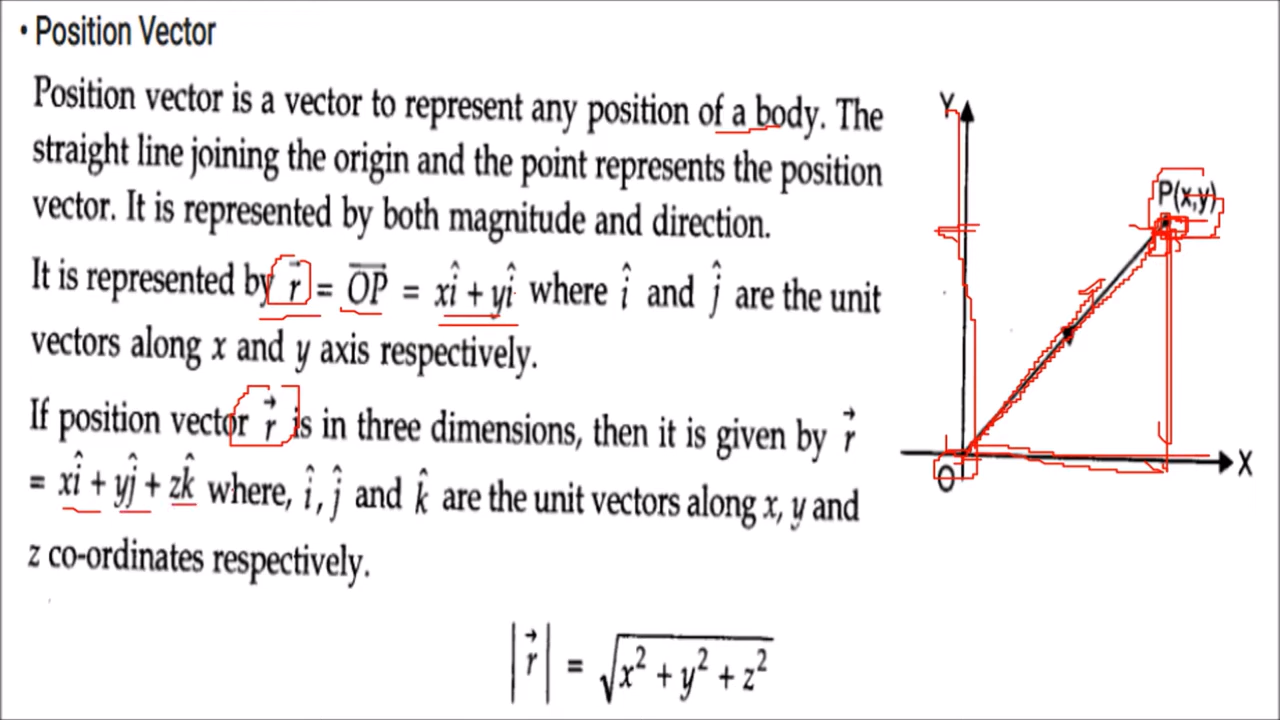 • Position Vector
Position vector is a vector to represent any position of a body. The
straight line joining the origin and the point represents the position
vector. It is represented by both magnitude and direction.
It is represented by r⃗ = O͞P͞ = xî + yî where î and ĵ are the unit
vectors along x and y axis respectively.
If position vector r⃗ is in three dimensions, then it is given by r⃗
= xî + yĵ + zk̂ where, î, ĵ and k̂ are the unit vectors along x, y and
z co-ordinates respectively.
|r⃗| = √x² + y² + z²
Y
P(x,y)
O
X